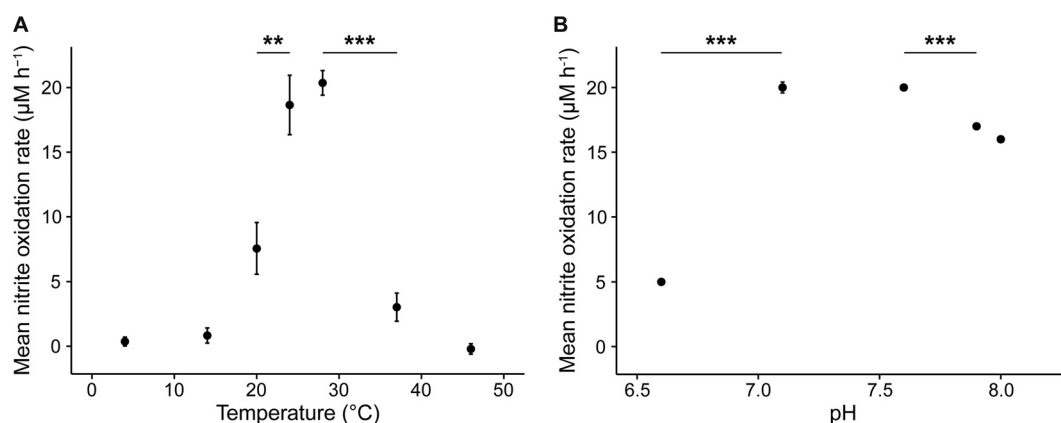 A
** ***
Mean nitrite oxidation rate (µM h⁻¹)
20
15
10
5
0
0 10 20 30 40 50
Temperature (°C)
B
*** ***
Mean nitrite oxidation rate (µM h⁻¹)
20
15
10
5
0
6.5 7.0 7.5 8.0
pH